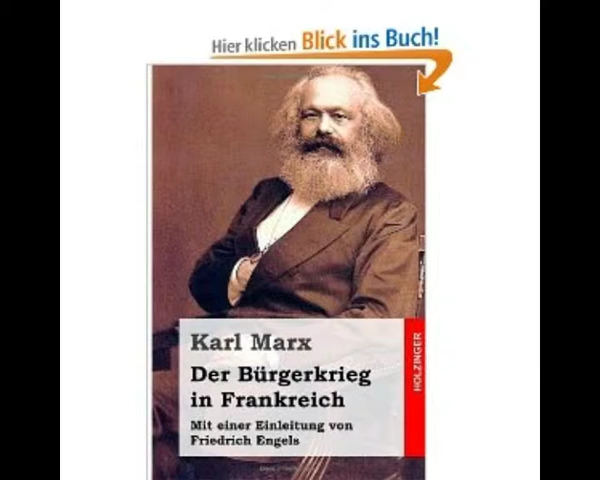 Hier klicken Blick ins Buch!
Karl Marx
Der Bürgerkrieg
in Frankreich
Mit einer Einleitung von
Friedrich Engels
HOLZINGER